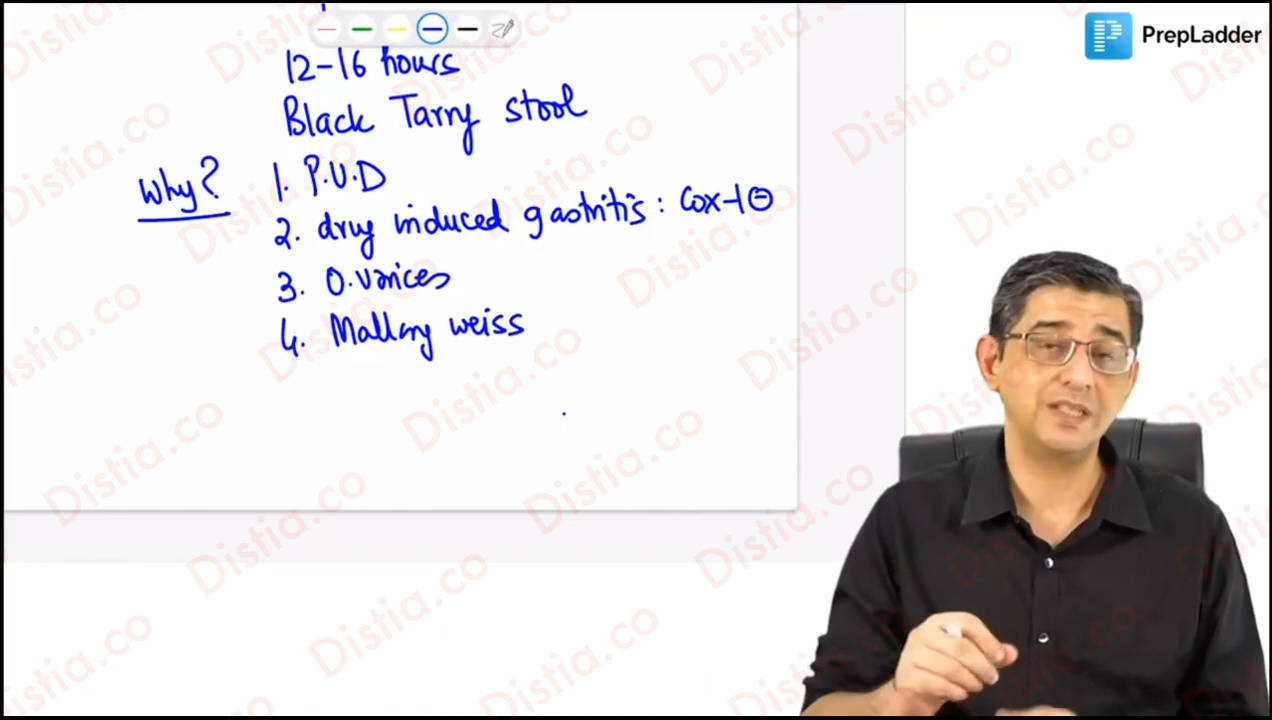 PrepLadder
12-16 hours
Black Tarry stool
Why? 1. P.U.D
2. drug induced gastritis : Cox-1 ⊖
3. O.varices
4. Mallory weiss
Distia.co